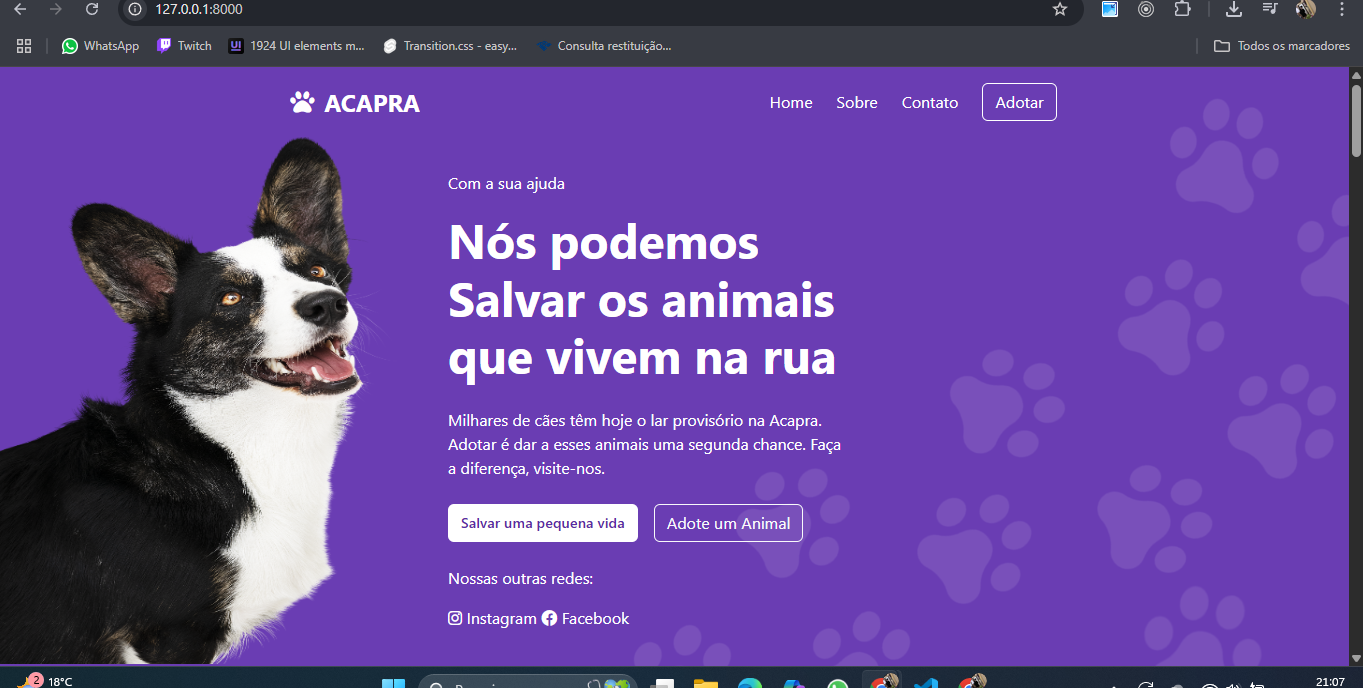 127.0.0.1:8000
WhatsApp
Twitch
UI
1924 UI elements m...
Transition.css - easy...
Consulta restituição...
Todos os marcadores
ACAPRA
Home
Sobre
Contato
Adotar
Com a sua ajuda
Nós podemos
Salvar os animais
que vivem na rua
Milhares de cães têm hoje o lar provisório na Acapra.
Adotar é dar a esses animais uma segunda chance. Faça
a diferença, visite-nos.
Salvar uma pequena vida
Adote um Animal
Nossas outras redes:
Instagram Facebook
2
18°C
21:07